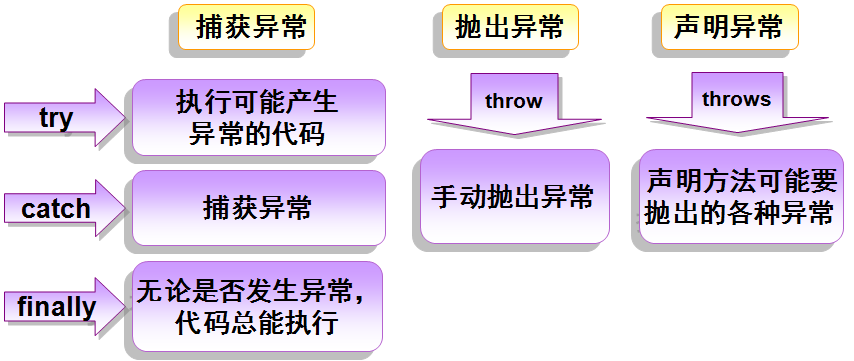 捕获异常
抛出异常
声明异常
try
执行可能产生
异常的代码
throw
throws
catch
捕获异常
手动抛出异常
声明方法可能要
抛出的各种异常
finally
无论是否发生异常,
代码总能执行